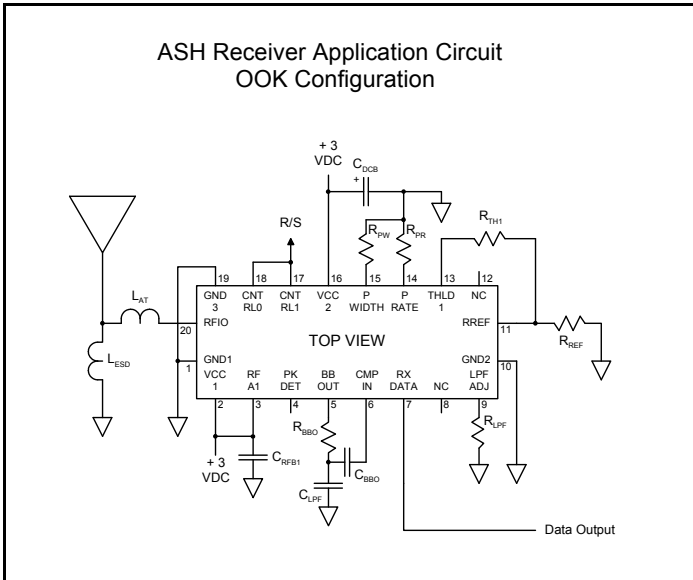 ASH Receiver Application Circuit
OOK Configuration
+ 3
VDC
CDCB
+
R/S
RPW
RPR
RTH1
LAT
LESD
19
18
17
16
15
14
13
12
GND
3
CNT
RL0
CNT
RL1
VCC
2
P
WIDTH
P
RATE
THLD
1
NC
20
RFIO
TOP VIEW
RREF
11
RREF
1
GND1
GND2
10
VCC
1
RF
A1
PK
DET
BB
OUT
CMP
IN
RX
DATA
NC
LPF
ADJ
2
3
4
5
6
7
8
9
+ 3
VDC
CRFB1
RBBO
CBBO
CLPF
RLPF
Data Output